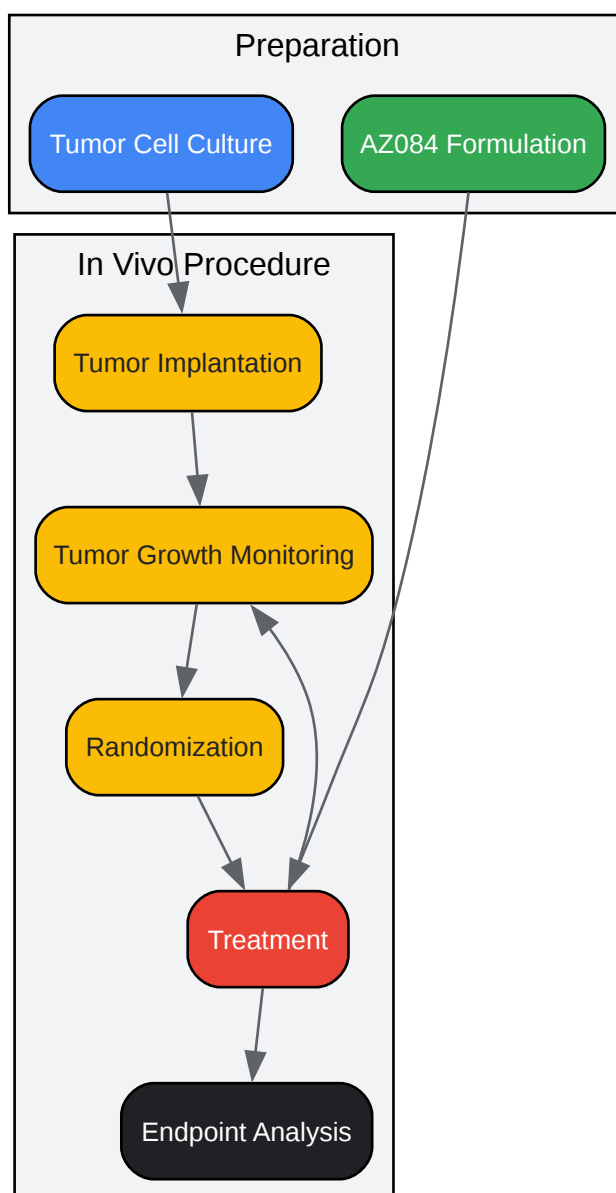 Preparation
Tumor Cell Culture
AZ084 Formulation
In Vivo Procedure
Tumor Implantation
Tumor Growth Monitoring
Randomization
Treatment
Endpoint Analysis